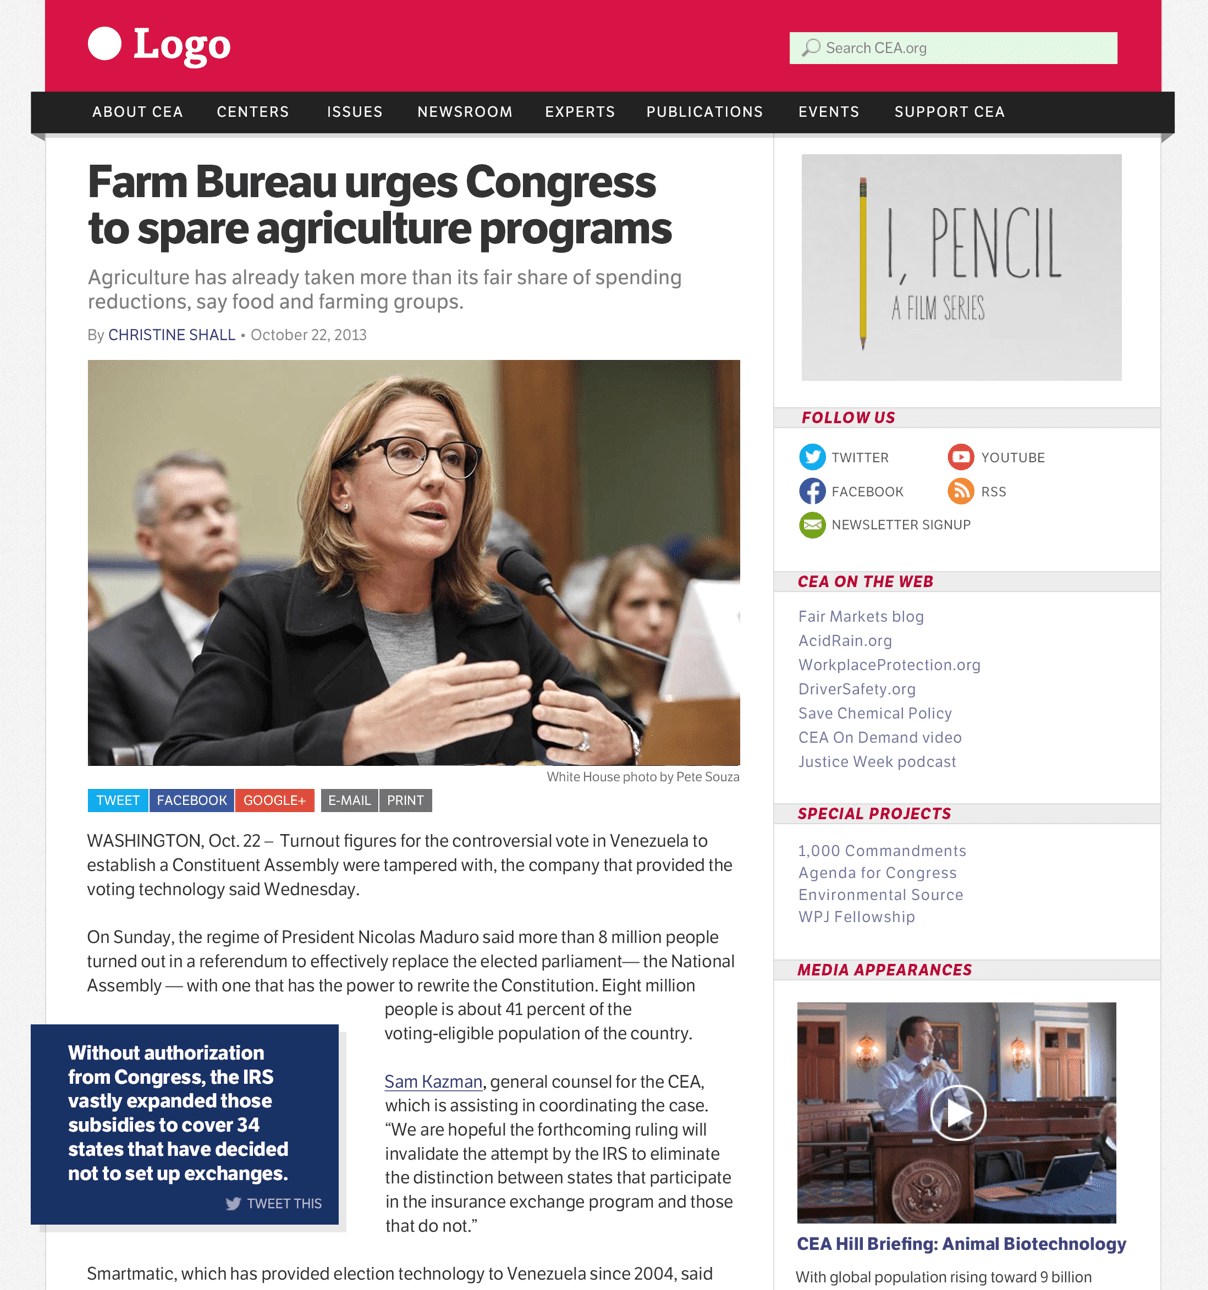 Logo
Search CEA.org
ABOUT CEA CENTERS ISSUES NEWSROOM EXPERTS PUBLICATIONS EVENTS SUPPORT CEA
Farm Bureau urges Congress
to spare agriculture programs
Agriculture has already taken more than its fair share of spending
reductions, say food and farming groups.
By CHRISTINE SHALL • October 22, 2013
White House photo by Pete Souza
TWEET FACEBOOK GOOGLE+ E-MAIL PRINT
WASHINGTON, Oct. 22 – Turnout figures for the controversial vote in Venezuela to
establish a Constituent Assembly were tampered with, the company that provided the
voting technology said Wednesday.
On Sunday, the regime of President Nicolas Maduro said more than 8 million people
turned out in a referendum to effectively replace the elected parliament— the National
Assembly — with one that has the power to rewrite the Constitution. Eight million
people is about 41 percent of the
voting-eligible population of the country.
Sam Kazman, general counsel for the CEA,
which is assisting in coordinating the case.
“We are hopeful the forthcoming ruling will
invalidate the attempt by the IRS to eliminate
the distinction between states that participate
in the insurance exchange program and those
that do not.”
Without authorization
from Congress, the IRS
vastly expanded those
subsidies to cover 34
states that have decided
not to set up exchanges.
TWEET THIS
Smartmatic, which has provided election technology to Venezuela since 2004, said
I, PENCIL
A FILM SERIES
FOLLOW US
TWITTER YOUTUBE
FACEBOOK RSS
NEWSLETTER SIGNUP
CEA ON THE WEB
Fair Markets blog
AcidRain.org
WorkplaceProtection.org
DriverSafety.org
Save Chemical Policy
CEA On Demand video
Justice Week podcast
SPECIAL PROJECTS
1,000 Commandments
Agenda for Congress
Environmental Source
WPJ Fellowship
MEDIA APPEARANCES
CEA Hill Briefing: Animal Biotechnology
With global population rising toward 9 billion